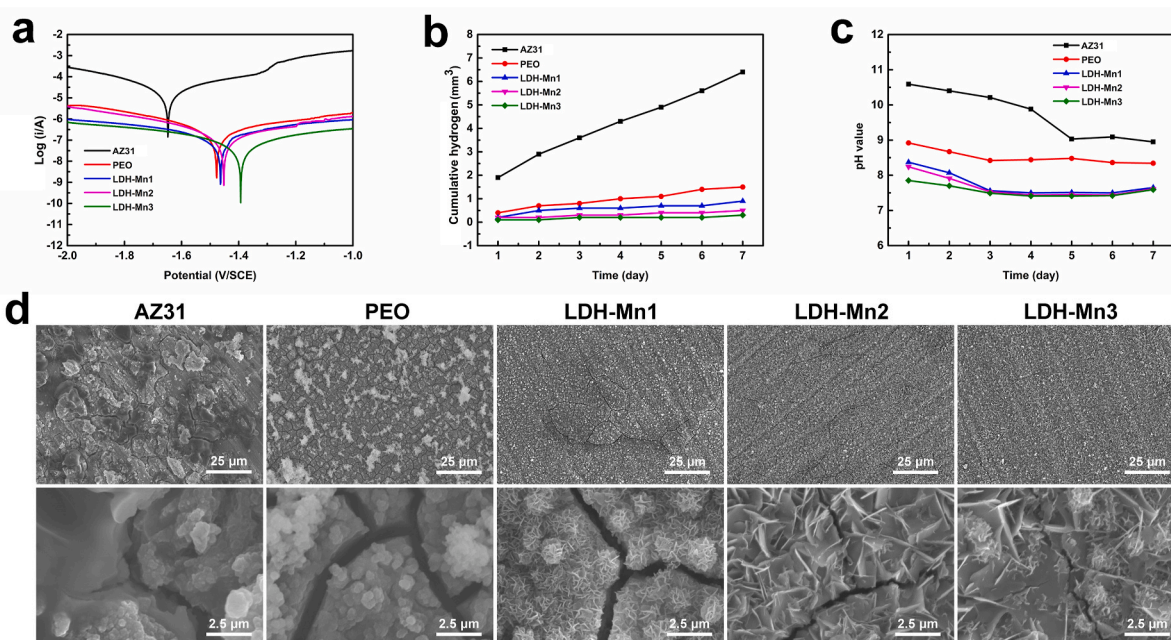 a
-2
-3
-4
-5
-6
-7
-8
-9
-10
-11
-12
Log (i/A)
AZ31
PEO
LDH-Mn1
LDH-Mn2
LDH-Mn3
-2.0 -1.8 -1.6 -1.4 -1.2 -1.0
Potential (V/SCE)
b
8
7
6
5
4
3
2
1
0
-1
Cumulative hydrogen (mm³)
AZ31
PEO
LDH-Mn1
LDH-Mn2
LDH-Mn3
1 2 3 4 5 6 7
Time (day)
c
12
11
10
9
8
7
6
pH value
AZ31
PEO
LDH-Mn1
LDH-Mn2
LDH-Mn3
1 2 3 4 5 6 7
Time (day)
d
AZ31 PEO LDH-Mn1 LDH-Mn2 LDH-Mn3
25 μm 25 μm 25 μm 25 μm 25 μm
2.5 μm 2.5 μm 2.5 μm 2.5 μm 2.5 μm